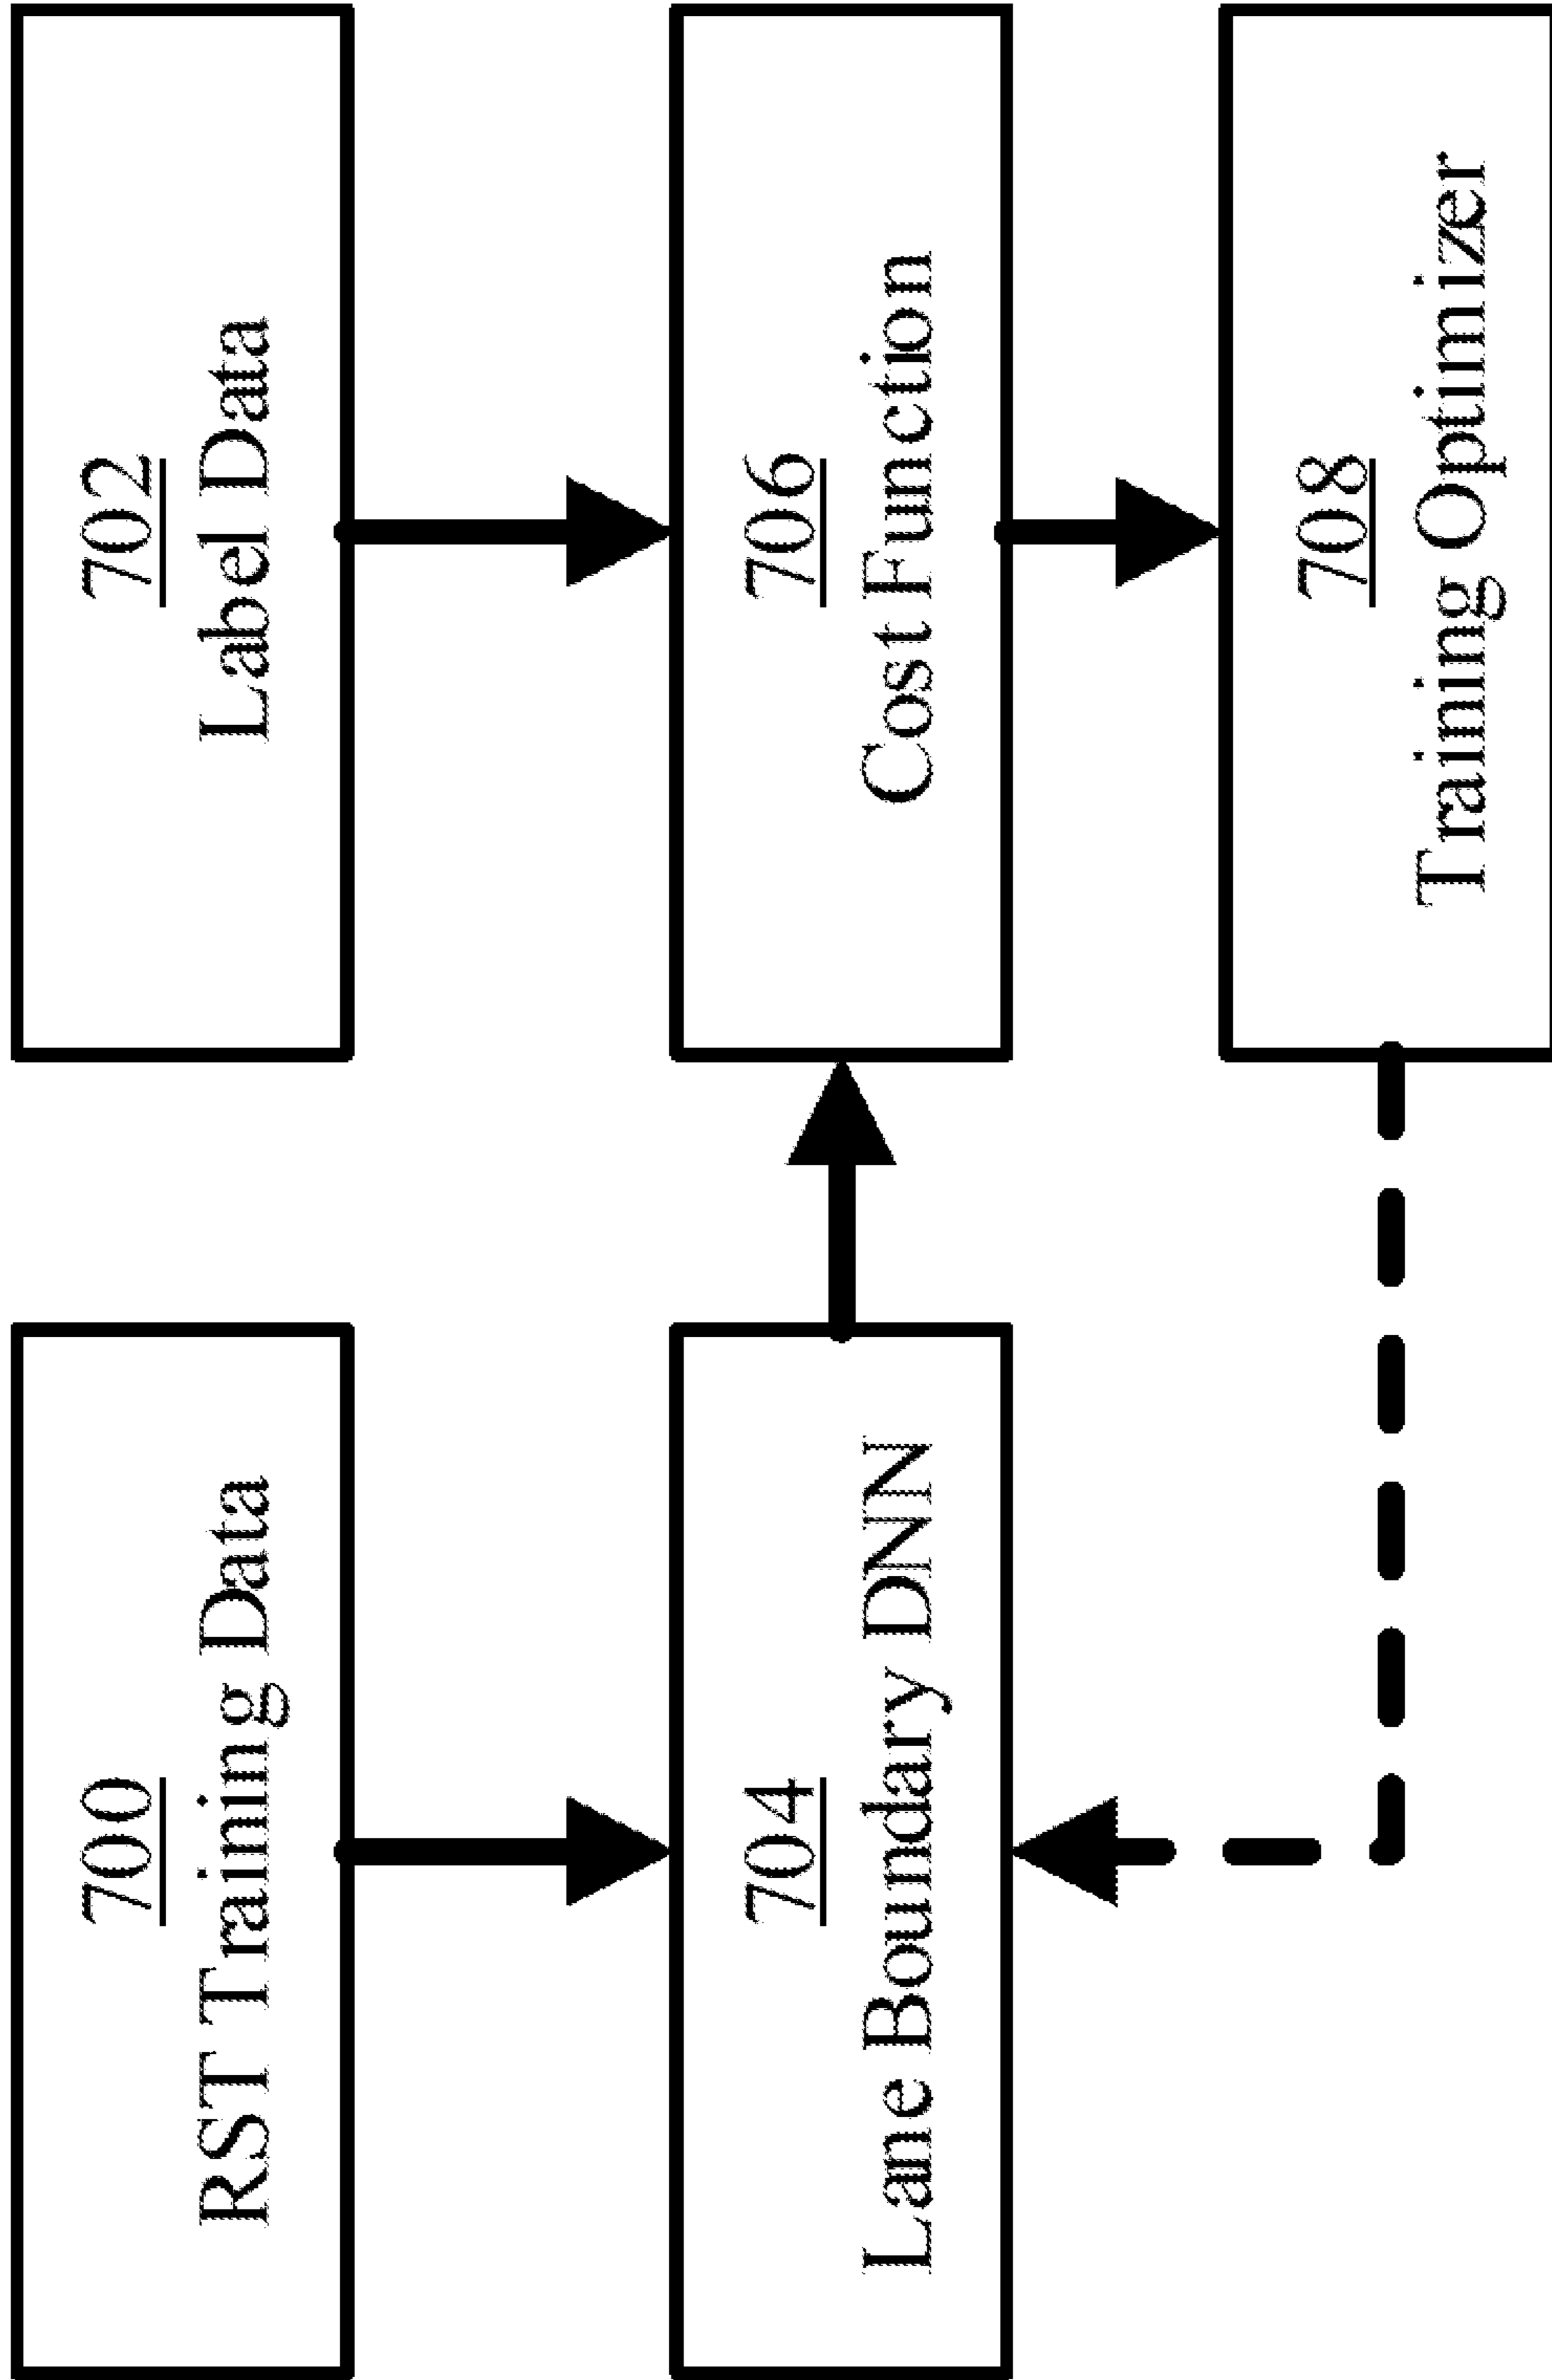 700
RST Training Data
702
Label Data
704
Lane Boundary DNN
706
Cost Function
708
Training Optimizer